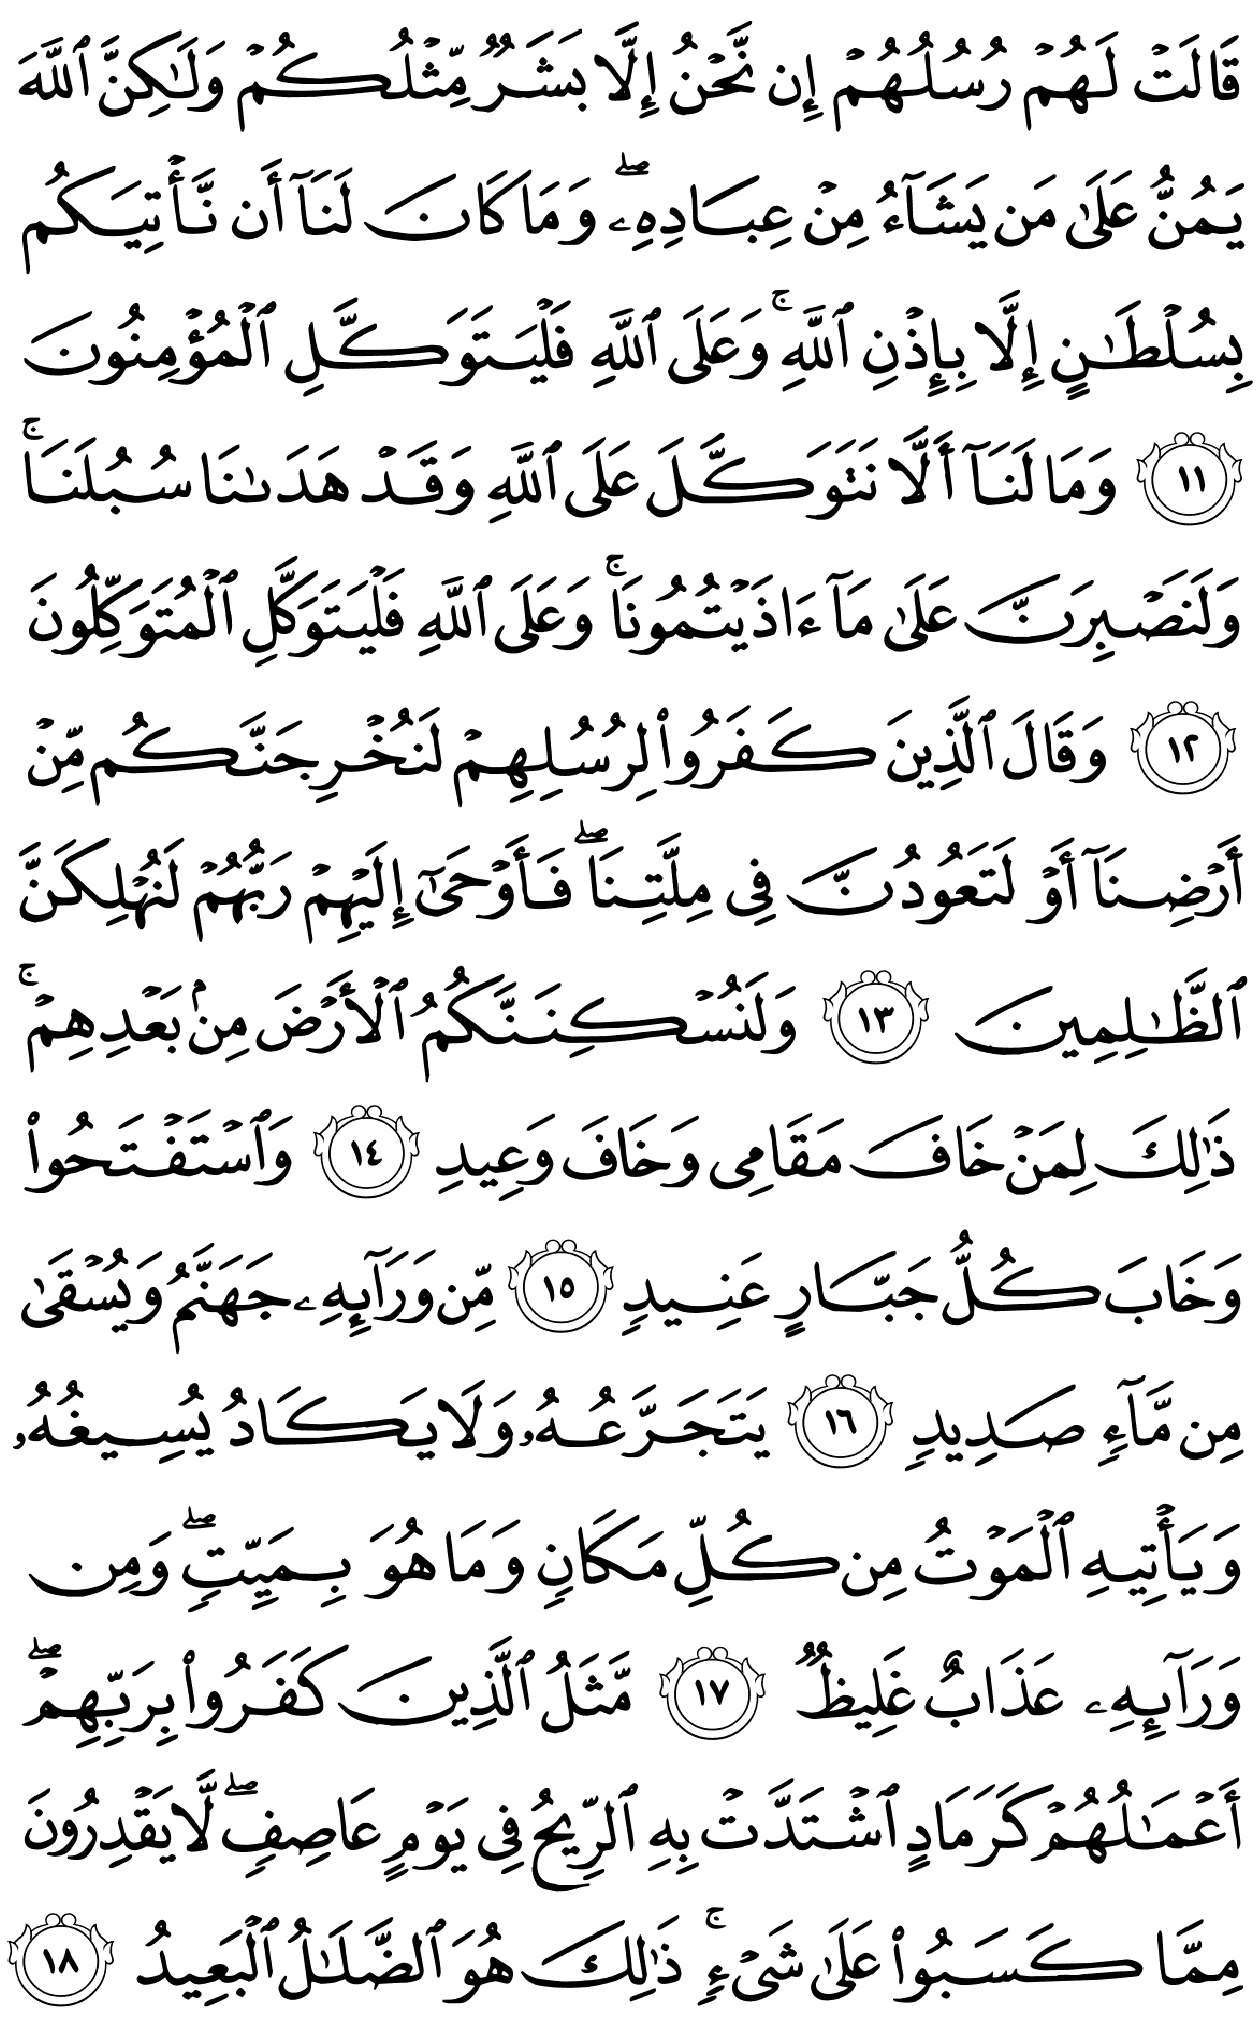 قَالَتۡ لَهُمۡ رُسُلُهُمۡ إِن نَّحۡنُ إِلَّا بَشَرٞ مِّثۡلُكُمۡ وَلَٰكِنَّ ٱللَّهَ
يَمُنُّ عَلَىٰ مَن يَشَآءُ مِنۡ عِبَادِهِۦۖ وَمَا كَانَ لَنَآ أَن نَّأۡتِيَكُم
بِسُلۡطَٰنٍ إِلَّا بِإِذۡنِ ٱللَّهِۚ وَعَلَى ٱللَّهِ فَلۡيَتَوَكَّلِ ٱلۡمُؤۡمِنُونَ
١١ وَمَا لَنَآ أَلَّا نَتَوَكَّلَ عَلَى ٱللَّهِ وَقَدۡ هَدَىٰنَا سُبُلَنَاۚ
وَلَنَصۡبِرَنَّ عَلَىٰ مَآ ءَاذَيۡتُمُونَاۚ وَعَلَى ٱللَّهِ فَلۡيَتَوَكَّلِ ٱلۡمُتَوَكِّلُونَ
١٢ وَقَالَ ٱلَّذِينَ كَفَرُواْ لِرُسُلِهِمۡ لَنُخۡرِجَنَّكُم مِّنۡ
أَرۡضِنَآ أَوۡ لَتَعُودُنَّ فِي مِلَّتِنَاۖ فَأَوۡحَىٰٓ إِلَيۡهِمۡ رَبُّهُمۡ لَنُهۡلِكَنَّ
ٱلظَّٰلِمِينَ ١٣ وَلَنُسۡكِنَنَّكُمُ ٱلۡأَرۡضَ مِنۢ بَعۡدِهِمۡۚ
ذَٰلِكَ لِمَنۡ خَافَ مَقَامِي وَخَافَ وَعِيدِ ١٤ وَٱسۡتَفۡتَحُواْ
وَخَابَ كُلُّ جَبَّارٍ عَنِيدٖ ١٥ مِّن وَرَآئِهِۦ جَهَنَّمُ وَيُسۡقَىٰ
مِن مَّآءٖ صَدِيدٖ ١٦ يَتَجَرَّعُهُۥ وَلَا يَكَادُ يُسِيغُهُۥ
وَيَأۡتِيهِ ٱلۡمَوۡتُ مِن كُلِّ مَكَانٖ وَمَا هُوَ بِمَيِّتٖۖ وَمِن
وَرَآئِهِۦ عَذَابٌ غَلِيظٞ ١٧ مَّثَلُ ٱلَّذِينَ كَفَرُواْ بِرَبِّهِمۡۖ
أَعۡمَٰلُهُمۡ كَرَمَادٍ ٱشۡتَدَّتۡ بِهِ ٱلرِّيحُ فِي يَوۡمٍ عَاصِفٖۖ لَّا يَقۡدِرُونَ
مِمَّا كَسَبُواْ عَلَىٰ شَيۡءٖۚ ذَٰلِكَ هُوَ ٱلضَّلَٰلُ ٱلۡبَعِيدُ ١٨